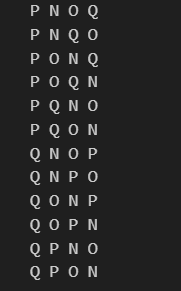 P N O Q
P N Q O
P O N Q
P O Q N
P Q N O
P Q O N
Q N O P
Q N P O
Q O N P
Q O P N
Q P N O
Q P O N